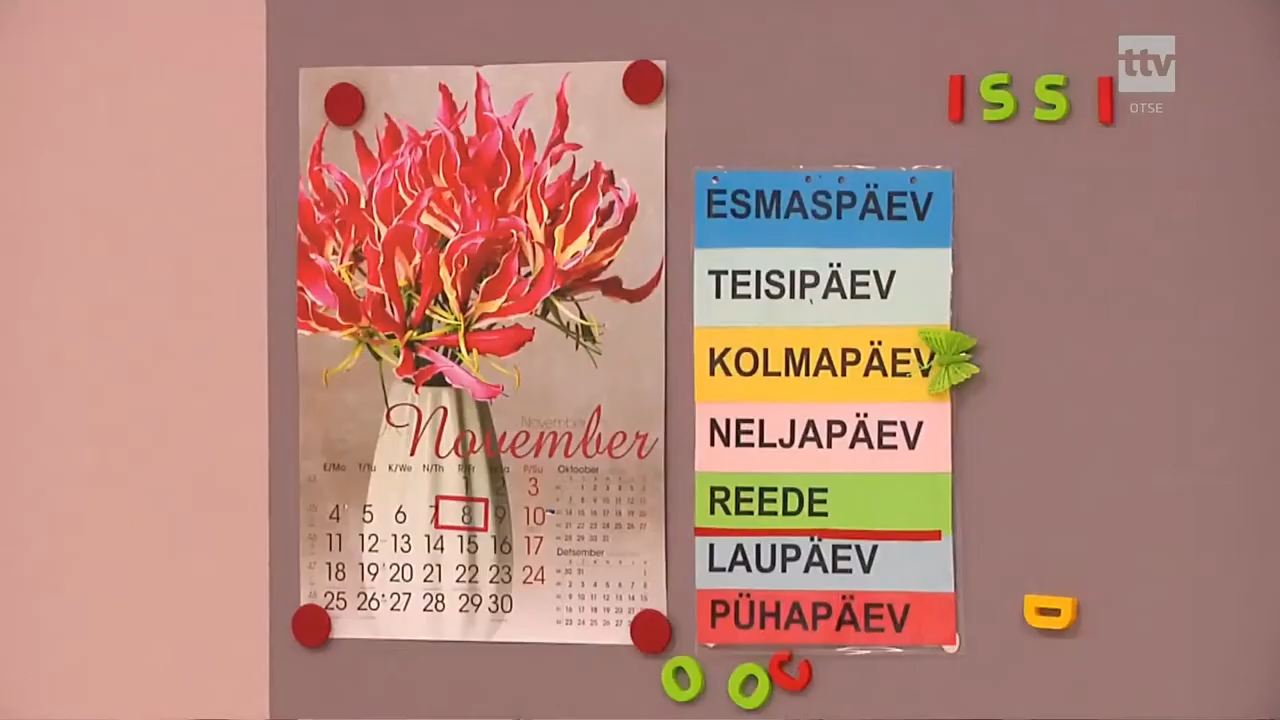 ttv
OTSE
ISSI
ESMASPÄEV
TEISIPÄEV
KOLMAPÄEV
NELJAPÄEV
REEDE
LAUPÄEV
PÜHAPÄEV
November
November
E/Mo T/Tu K/We N/Th R/Fr P/Su
1 2 3
4 5 6 7 8 9 10
11 12 13 14 15 16 17
18 19 20 21 22 23 24
25 26 27 28 29 30
Oktoober
Detsember
D
O O C